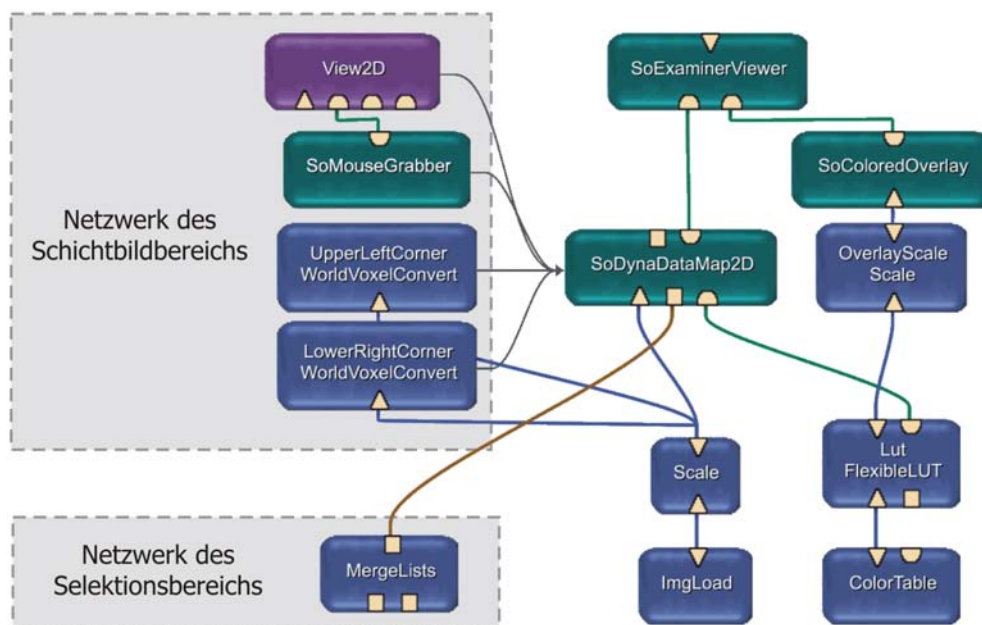 View2D
SoExaminerViewer
SoMouseGrabber
SoColoredOverlay
Netzwerk des
Schichtbildbereichs
UpperLeftCorner
WorldVoxelConvert
SoDynaDataMap2D
OverlayScale
Scale
LowerRightCorner
WorldVoxelConvert
Scale
Lut
FlexibleLUT
Netzwerk des
Selektionsbereichs
MergeLists
ImgLoad
ColorTable